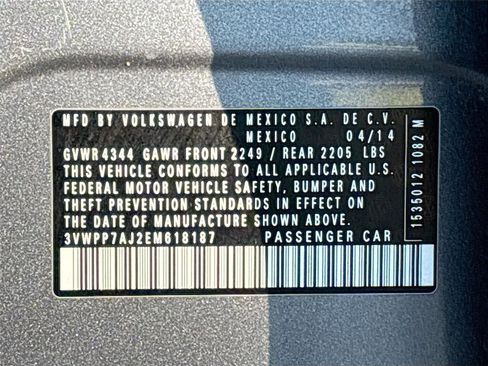 MFD BY VOLKSWAGEN DE MEXICO S.A. DE C.V.
MEXICO 04/14
GVWR 4344 GAWR FRONT 2249 / REAR 2205 LBS
THIS VEHICLE CONFORMS TO ALL APPLICABLE U.S.
FEDERAL MOTOR VEHICLE SAFETY, BUMPER AND
THEFT PREVENTION STANDARDS IN EFFECT ON
THE DATE OF MANUFACTURE SHOWN ABOVE.
3VWPP7AJ2EM618187 PASSENGER CAR
1535012 1082 M